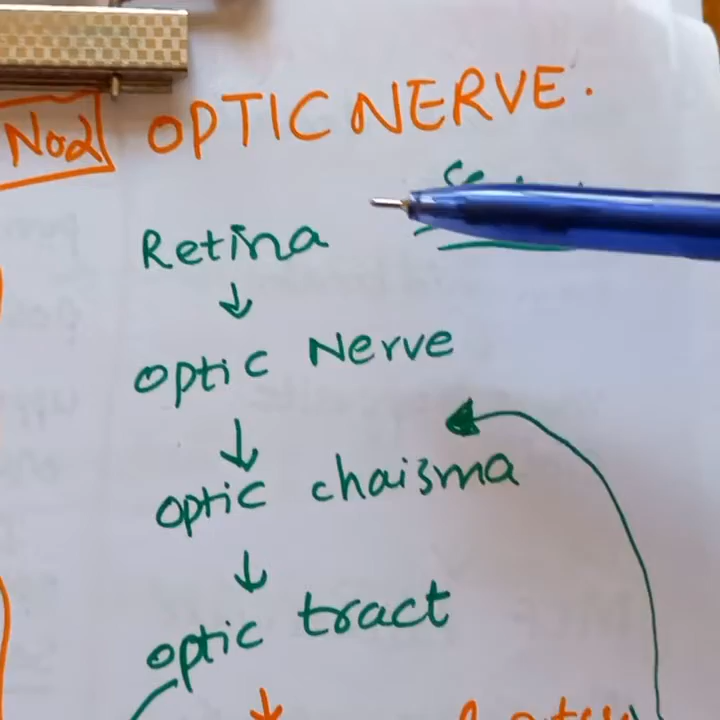 No2 OPTIC NERVE.
Retina
↓
Optic Nerve
↓
Optic chaisma
↓
Optic tract
↓